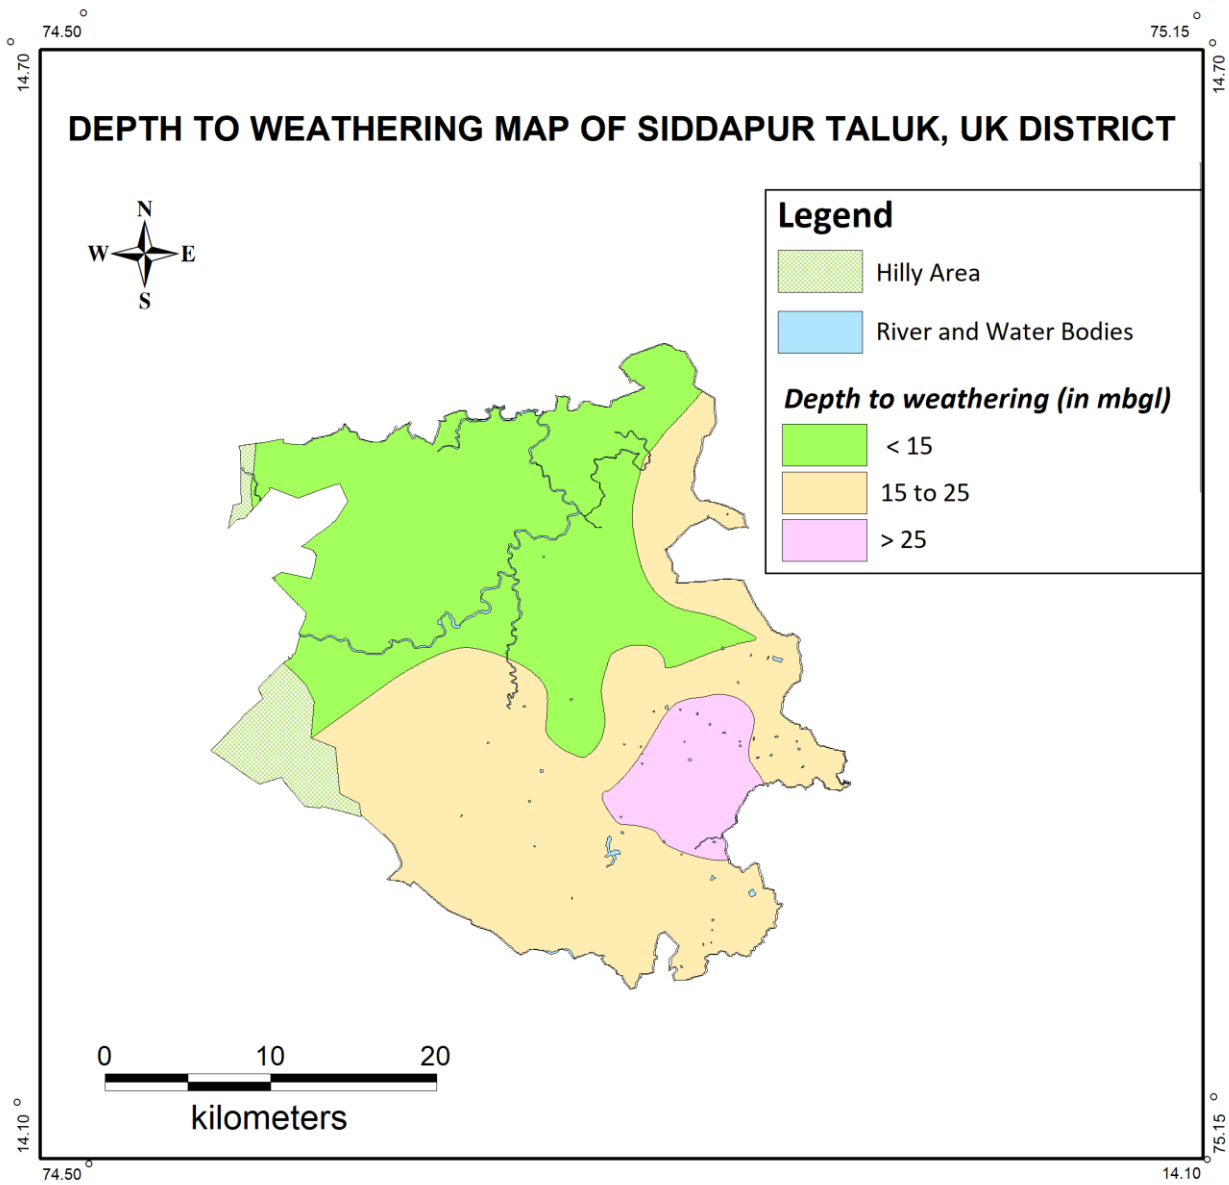 74.50°
75.15°
14.70°
14.70°
DEPTH TO WEATHERING MAP OF SIDDAPUR TALUK, UK DISTRICT
N
W E
S
Legend
Hilly Area
River and Water Bodies
Depth to weathering (in mbgl)
< 15
15 to 25
> 25
0 10 20
kilometers
14.10°
75.15°
74.50°
14.10°